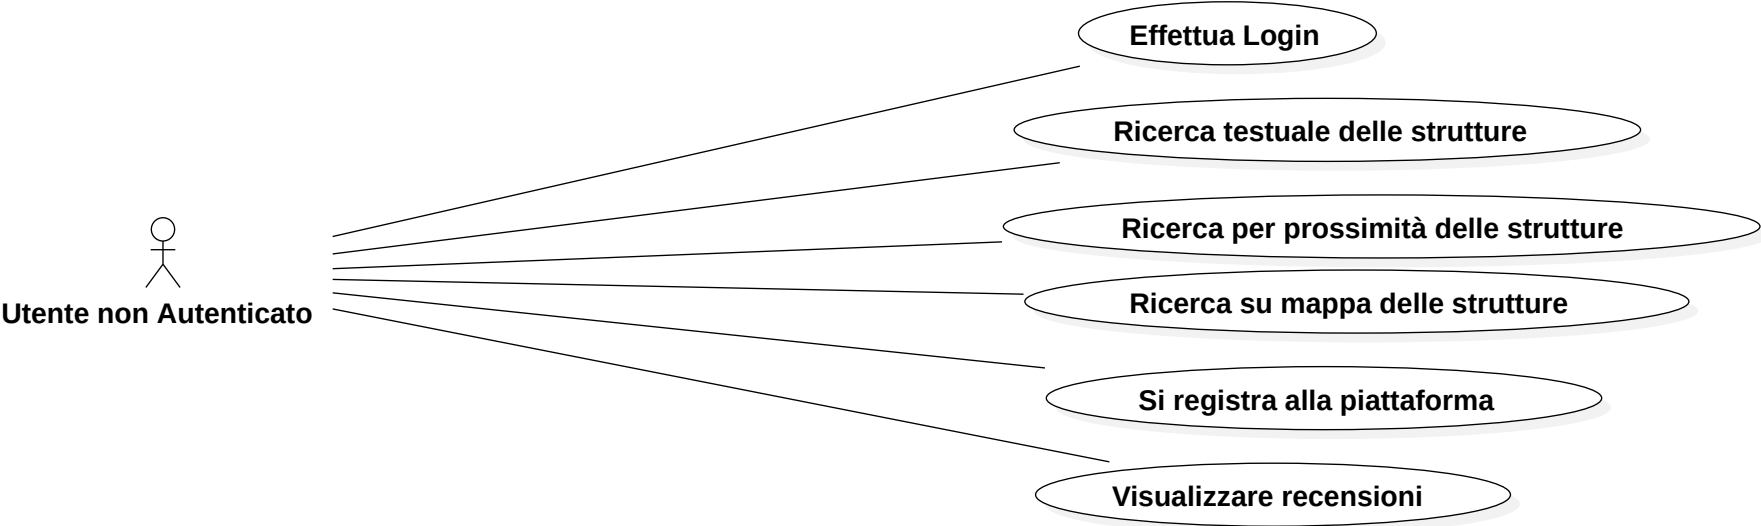 Effettua Login
Ricerca testuale delle strutture
Ricerca per prossimità delle strutture
Utente non Autenticato
Ricerca su mappa delle strutture
Si registra alla piattaforma
Visualizzare recensioni